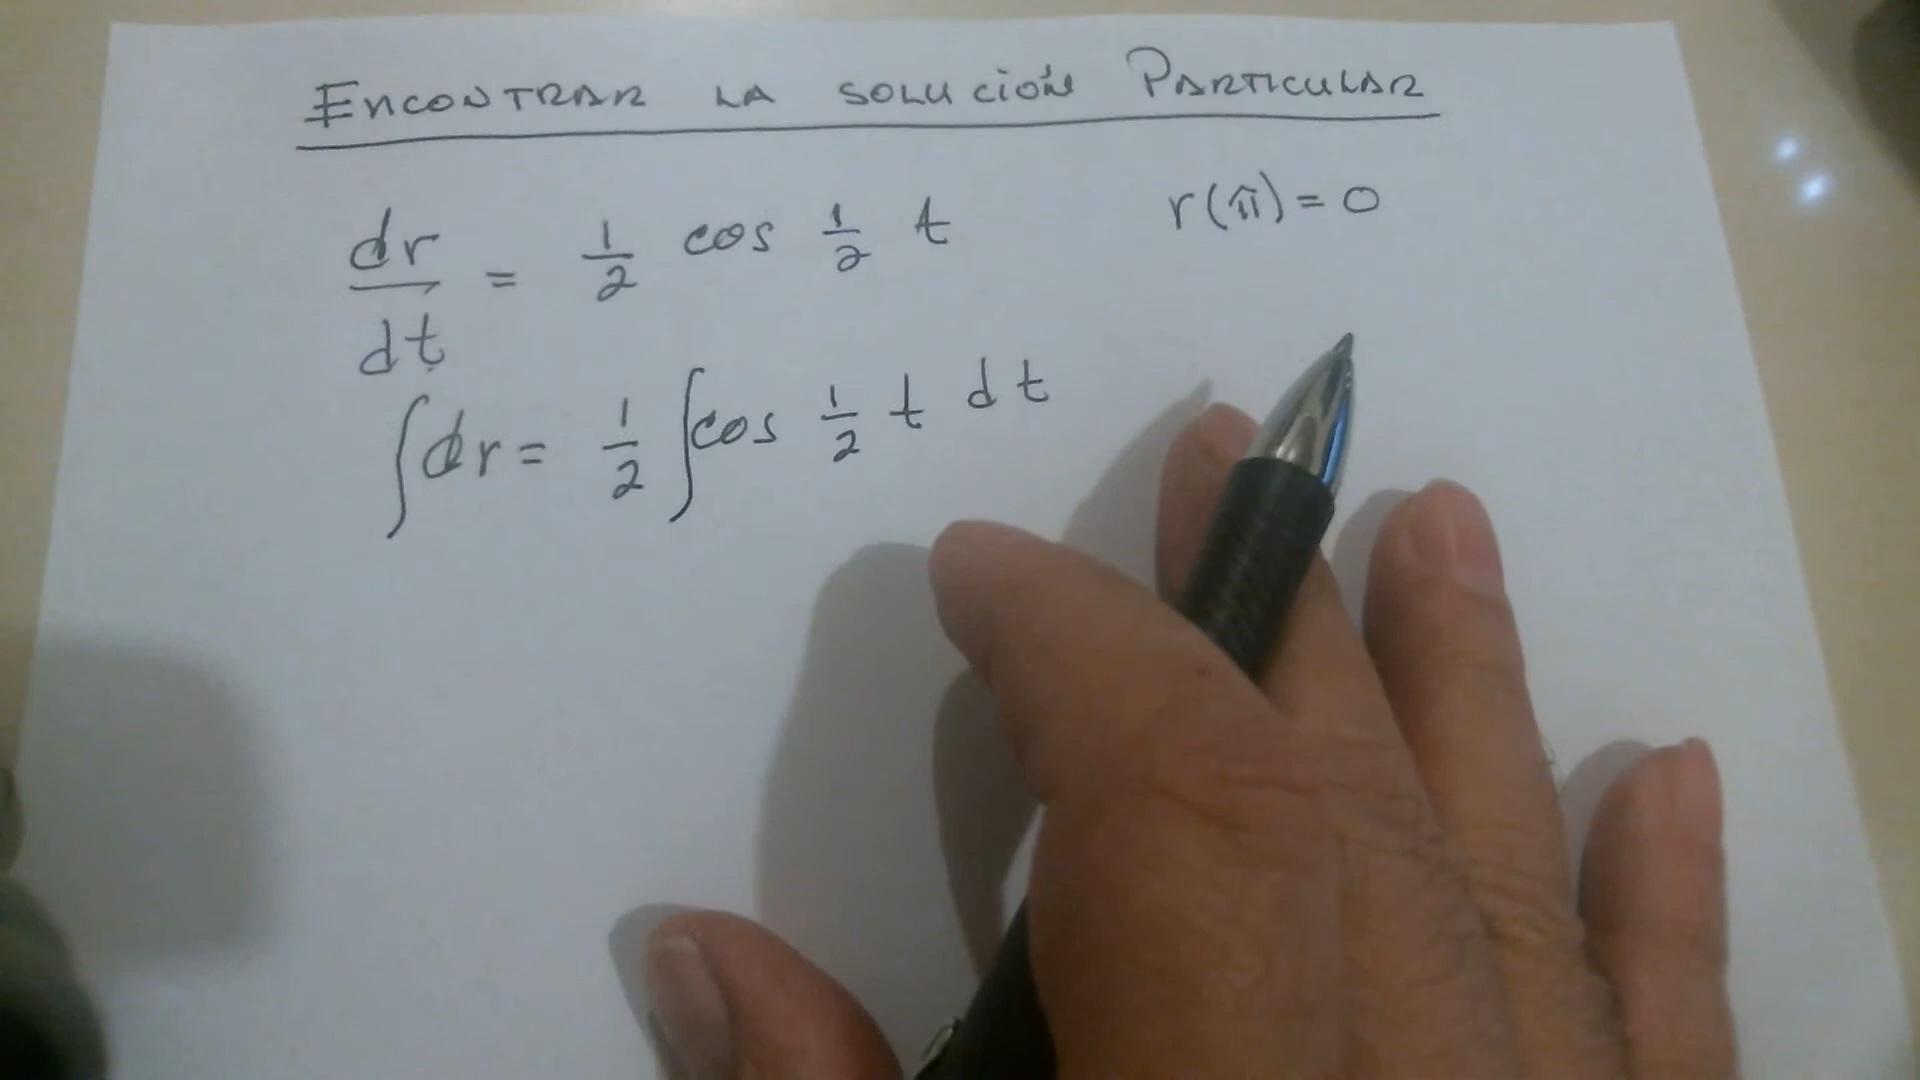 ENCONTRAR LA SOLUCIÓN PARTICULAR
dr/dt = 1/2 cos 1/2 t r(π) = 0
∫dr = 1/2 ∫cos 1/2 t dt